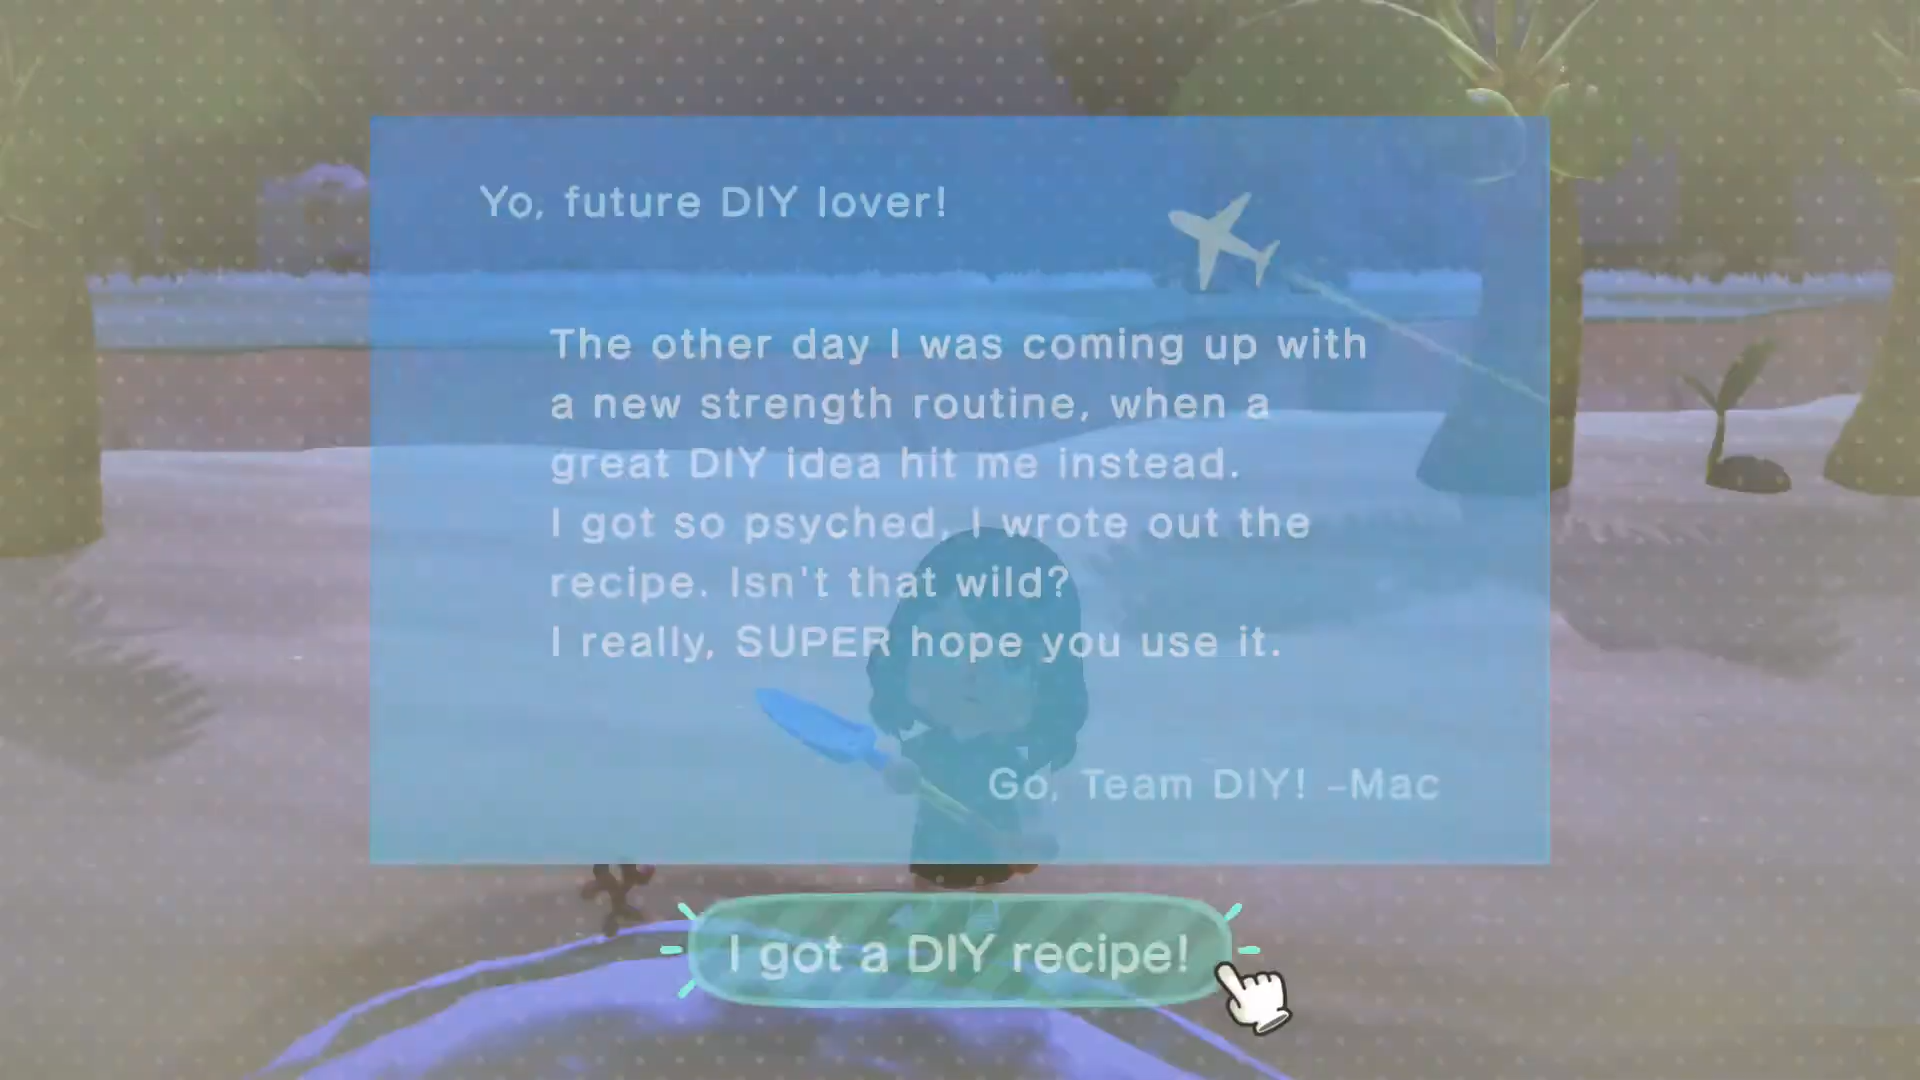 Yo, future DIY lover!
The other day I was coming up with
a new strength routine, when a
great DIY idea hit me instead.
I got so psyched, I wrote out the
recipe. Isn't that wild?
I really, SUPER hope you use it.
Go, Team DIY! –Mac
I got a DIY recipe!